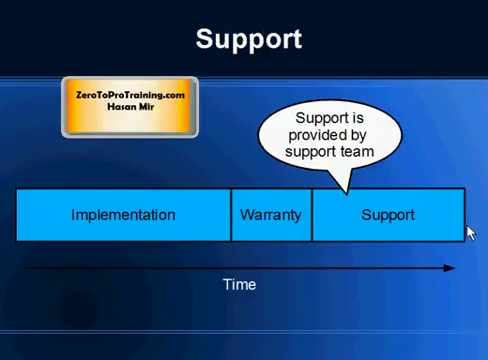 Support
ZeroToProTraining.com
Hasan Mir
Support is
provided by
support team
Implementation
Warranty
Support
Time